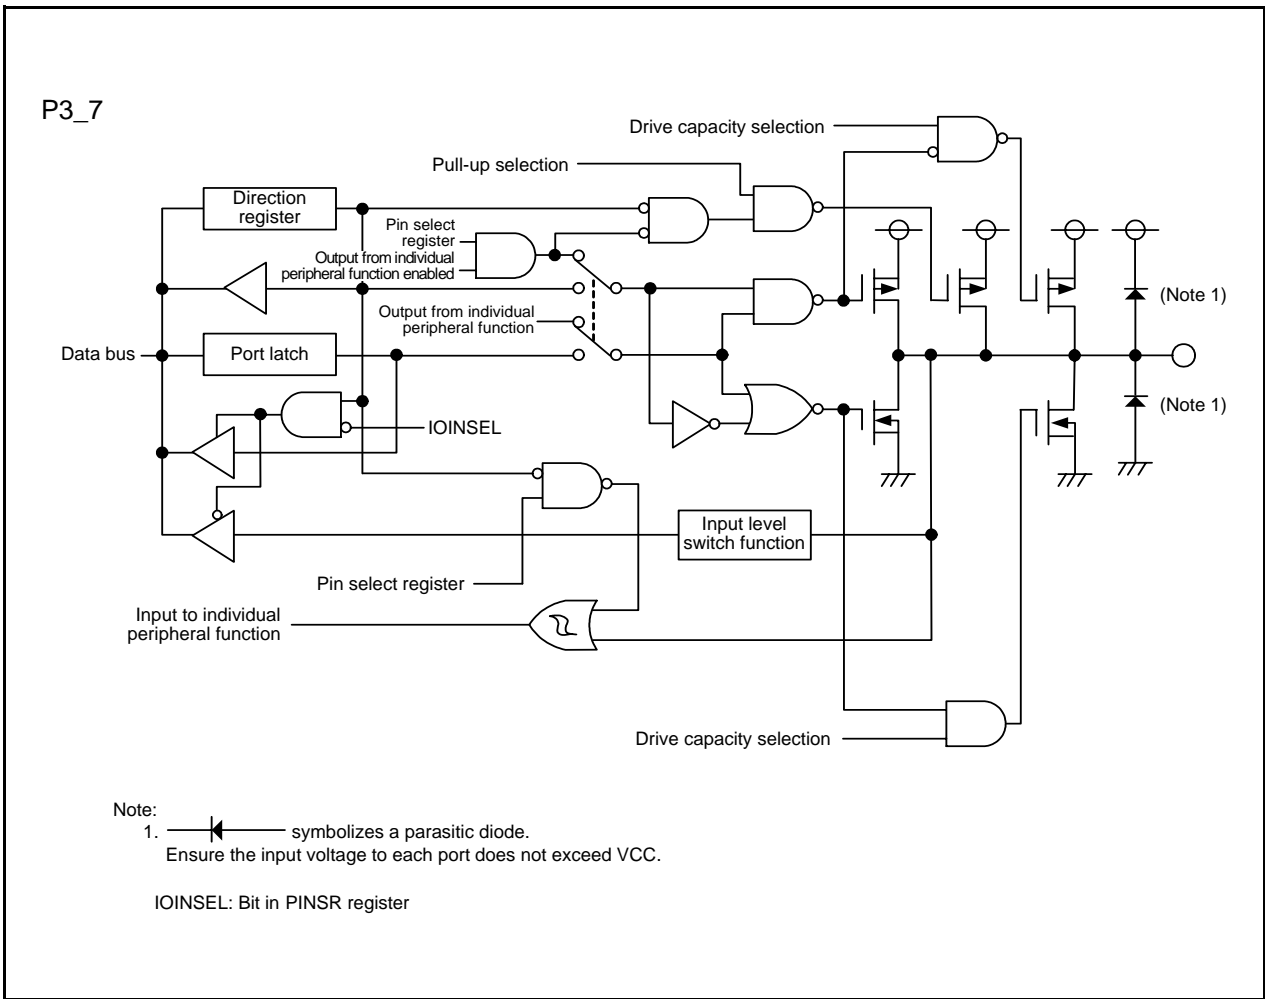 P3_7
Drive capacity selection
Pull-up selection
Direction
register
Pin select
register
Output from individual
peripheral function enabled
(Note 1)
Output from individual
peripheral function
Data bus
Port latch
(Note 1)
IOINSEL
Input level
switch function
Pin select register
Input to individual
peripheral function
Drive capacity selection
Note:
1. symbolizes a parasitic diode.
Ensure the input voltage to each port does not exceed VCC.
IOINSEL: Bit in PINSR register